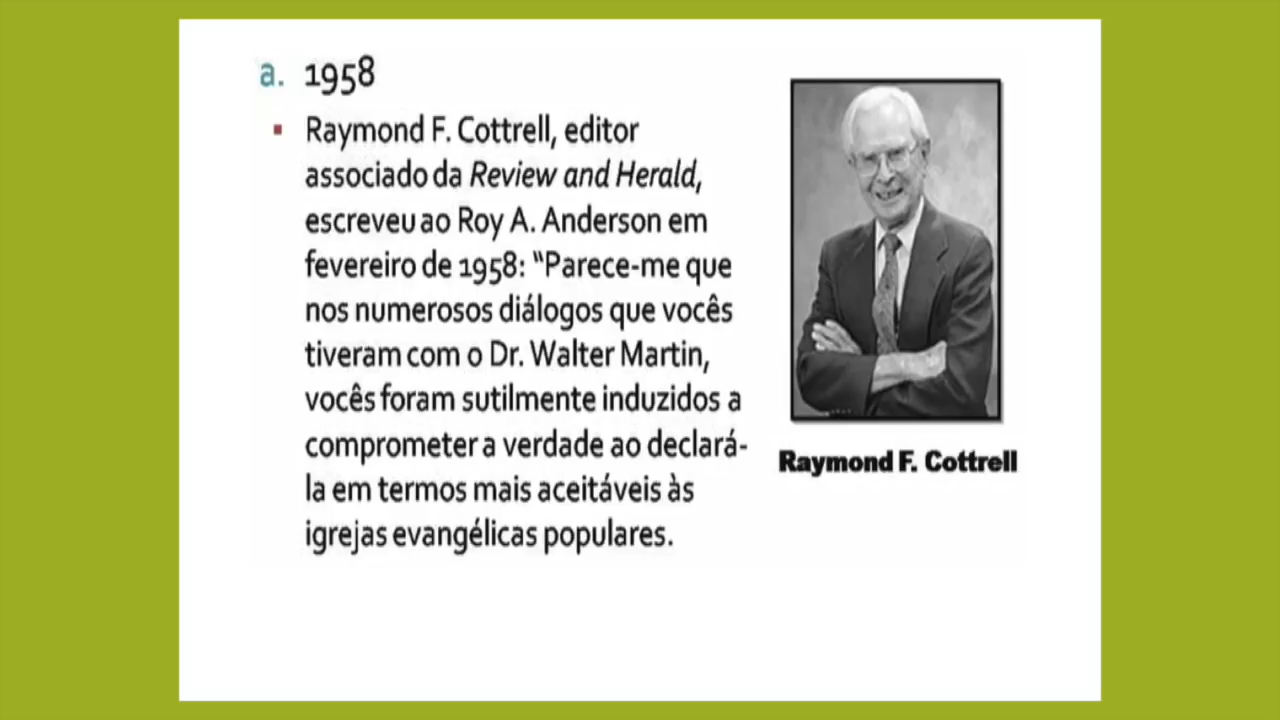 a. 1958
▪ Raymond F. Cottrell, editor
associado da Review and Herald,
escreveu ao Roy A. Anderson em
fevereiro de 1958: “Parece-me que
nos numerosos diálogos que vocês
tiveram com o Dr. Walter Martin,
vocês foram sutilmente induzidos a
comprometer a verdade ao declará-
la em termos mais aceitáveis às
igrejas evangélicas populares.
Raymond F. Cottrell